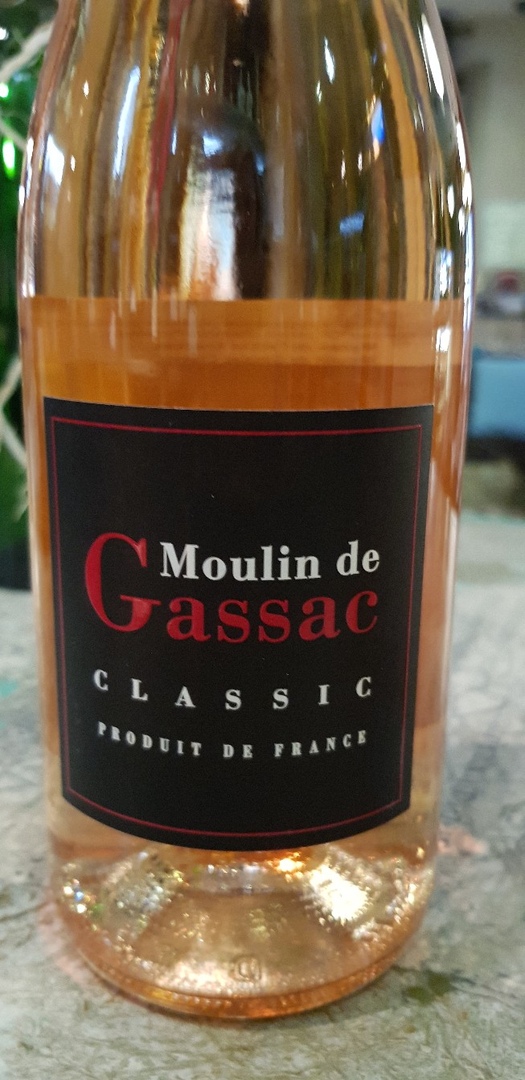 Moulin de
Gassac
CLASSIC
PRODUIT DE FRANCE